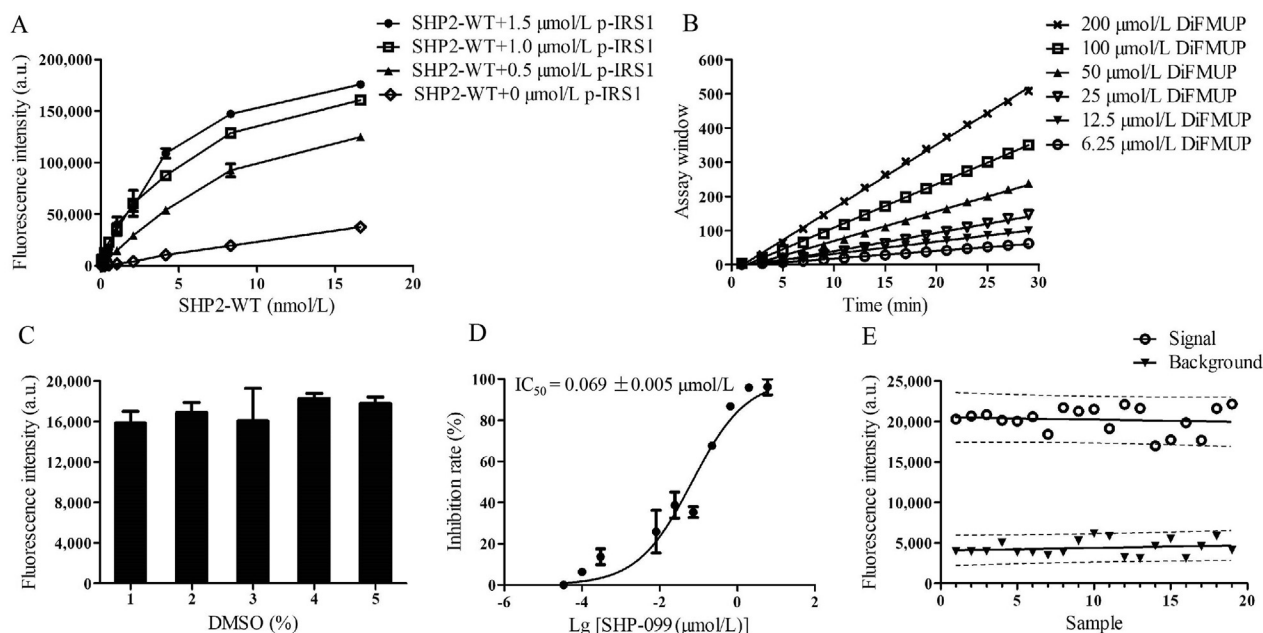 A
SHP2-WT+1.5 μmol/L p-IRS1
SHP2-WT+1.0 μmol/L p-IRS1
SHP2-WT+0.5 μmol/L p-IRS1
SHP2-WT+0 μmol/L p-IRS1
Fluorescence intensity (a.u.)
200,000
150,000
100,000
50,000
0
0 5 10 15 20
SHP2-WT (nmol/L)
B
200 μmol/L DiFMUP
100 μmol/L DiFMUP
50 μmol/L DiFMUP
25 μmol/L DiFMUP
12.5 μmol/L DiFMUP
6.25 μmol/L DiFMUP
Assay window
600
500
400
300
200
100
0
0 5 10 15 20 25 30
Time (min)
C
Fluorescence intensity (a.u.)
20,000
16,000
12,000
8,000
4,000
0
1 2 3 4 5
DMSO (%)
D
IC50 = 0.069 ±0.005 μmol/L
Inhibition rate (%)
100
80
60
40
20
0
-6 -4 -2 0 2
Lg [SHP-099 (μmol/L)]
E
Signal
Background
Fluorescence intensity (a.u.)
25,000
20,000
15,000
10,000
5,000
0
0 5 10 15 20
Sample